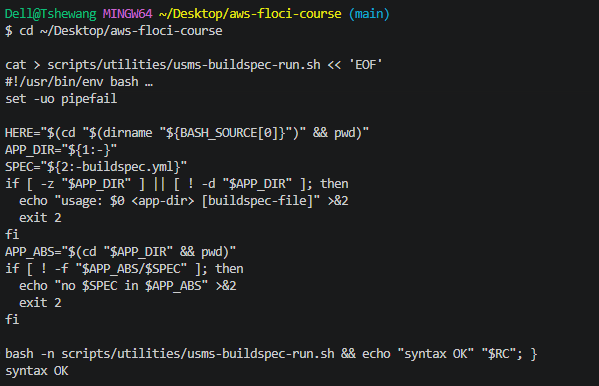 Dell@Tshewang MINGW64 ~/Desktop/aws-floci-course (main)
$ cd ~/Desktop/aws-floci-course

cat > scripts/utilities/usms-buildspec-run.sh << 'EOF'
#!/usr/bin/env bash …
set -uo pipefail

HERE="$(cd "$(dirname "${BASH_SOURCE[0]}")" && pwd)"
APP_DIR="${1:-}"
SPEC="${2:-buildspec.yml}"
if [ -z "$APP_DIR" ] || [ ! -d "$APP_DIR" ]; then
  echo "usage: $0 <app-dir> [buildspec-file]" >&2
  exit 2
fi
APP_ABS="$(cd "$APP_DIR" && pwd)"
if [ ! -f "$APP_ABS/$SPEC" ]; then
  echo "no $SPEC in $APP_ABS" >&2
  exit 2
fi

bash -n scripts/utilities/usms-buildspec-run.sh && echo "syntax OK" "$RC"; }
syntax OK